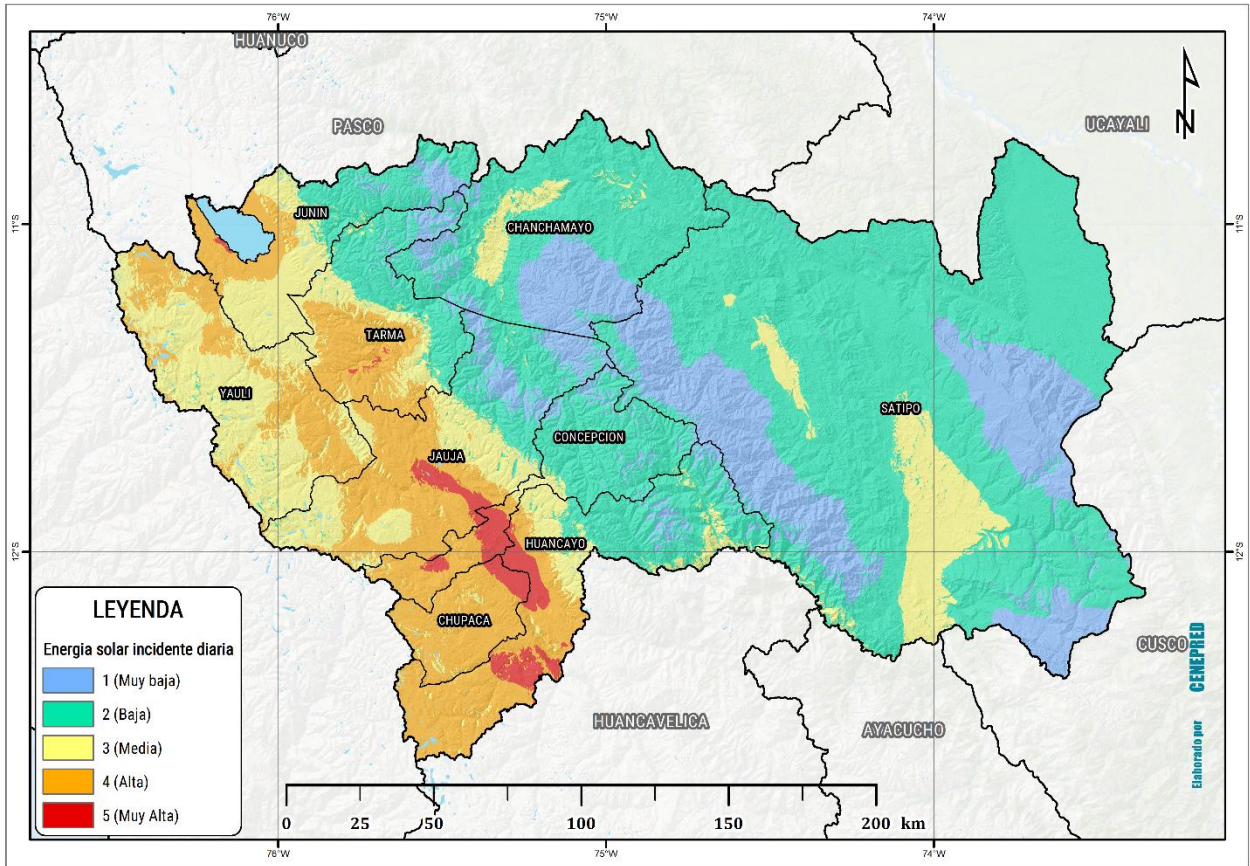 76°W 75°W 74°W
HUANUCO
PASCO
UCAYALI
N
11°S 11°S
JUNIN
CHANCHAMAYO
TARMA
YAULI
SATIPO
CONCEPCION
JAUJA
HUANCAYO
12°S 12°S
CHUPACA
CUSCO
HUANCAVELICA
AYACUCHO
LEYENDA
Energia solar incidente diaria
1 (Muy baja)
2 (Baja)
3 (Media)
4 (Alta)
5 (Muy Alta)
0 25 50 100 150 200 km
Elaborado por CENEPRED
76°W 75°W 74°W